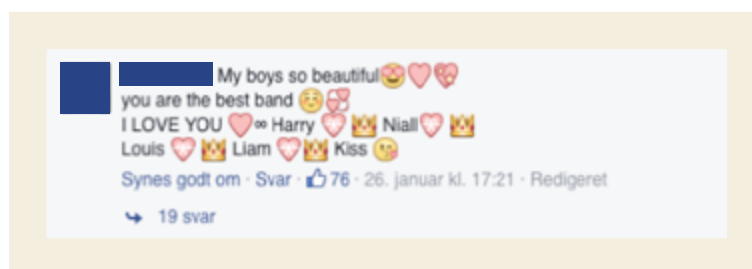 My boys so beautiful😍❤💖
you are the best band ☺💞
I LOVE YOU ❤∞ Harry 💖 👑 Niall💖 👑
Louis 💖 👑 Liam 💖👑 Kiss 😘
Synes godt om · Svar · 👍76 · 26. januar kl. 17:21 · Redigeret
↪ 19 svar